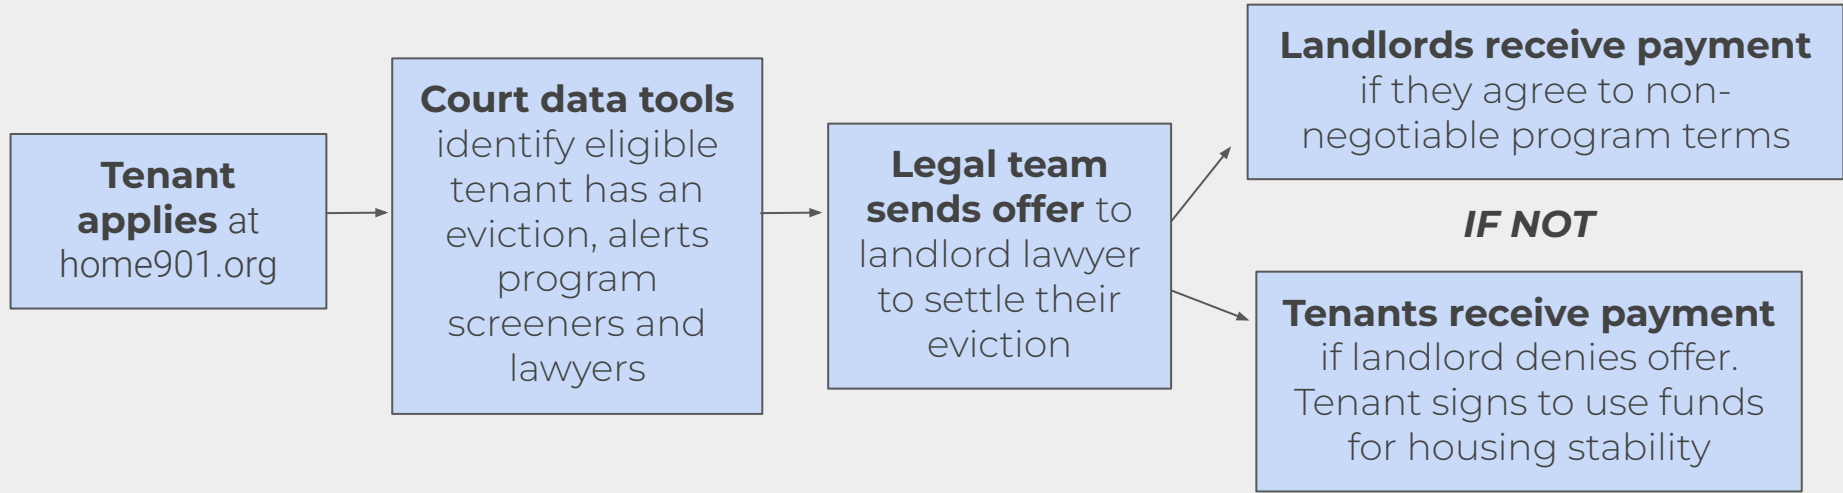 Tenant
applies at
home901.org
Court data tools
identify eligible
tenant has an
eviction, alerts
program
screeners and
lawyers
Legal team
sends offer to
landlord lawyer
to settle their
eviction
Landlords receive payment
if they agree to non-
negotiable program terms
IF NOT
Tenants receive payment
if landlord denies offer.
Tenant signs to use funds
for housing stability